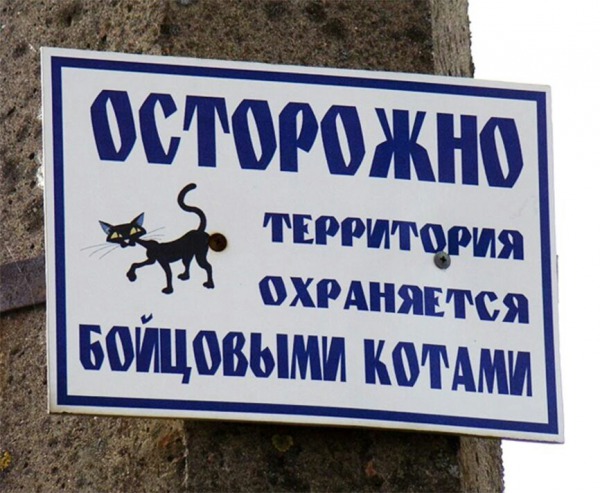 ОСТОРОЖНО
ТЕРРИТОРИЯ
ОХРАНЯЕТСЯ
БОЙЦОВЫМИ КОТАМИ